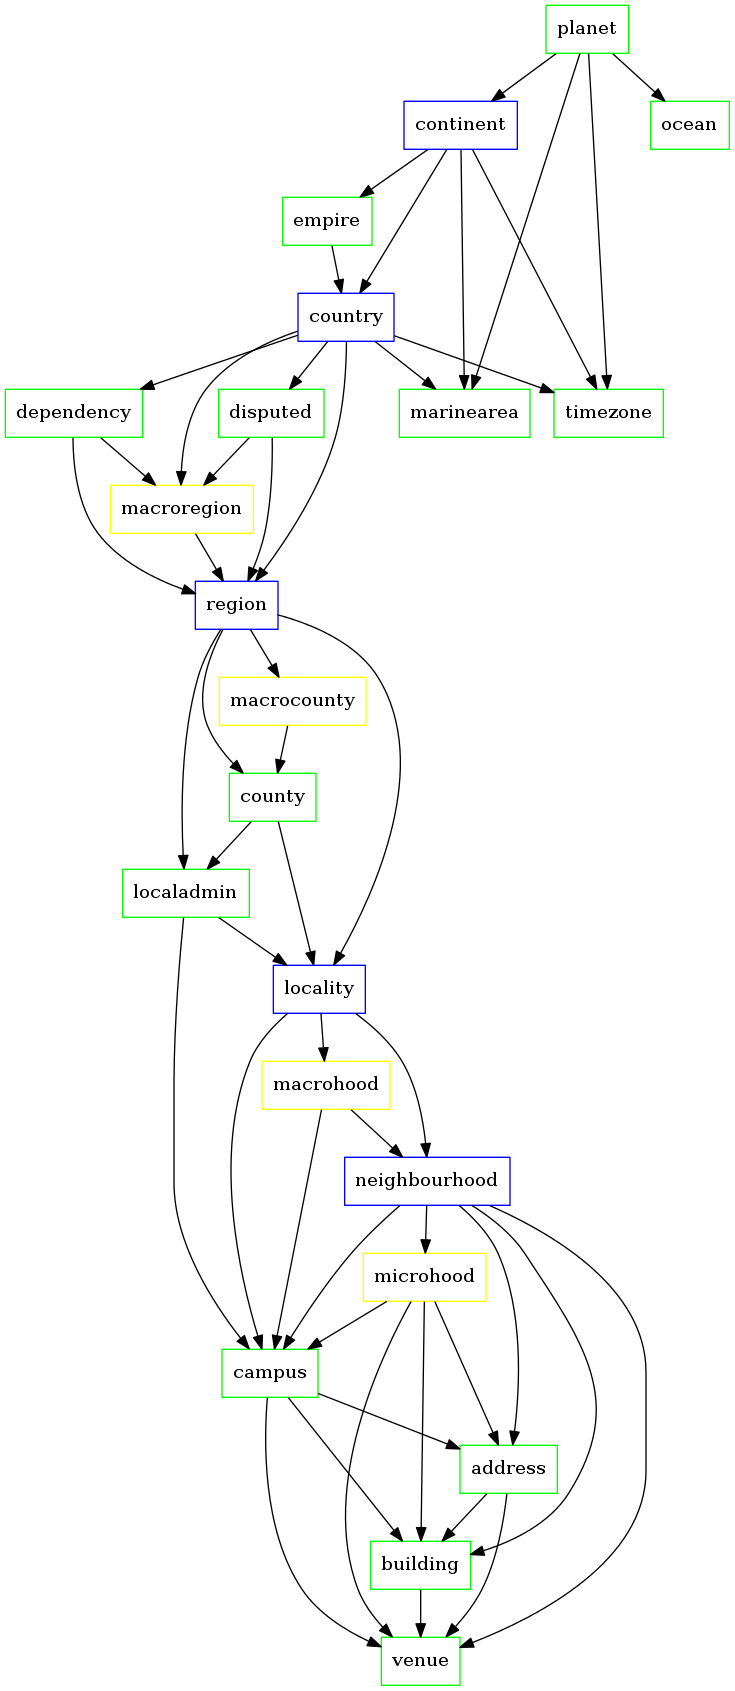 planet
continent
ocean
empire
country
dependency
disputed
marinearea
timezone
macroregion
region
macrocounty
county
localadmin
locality
macrohood
neighbourhood
microhood
campus
address
building
venue